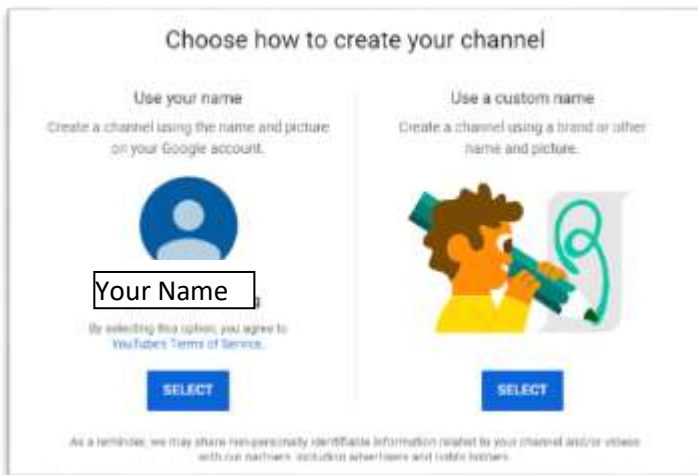 Choose how to create your channel
Use your name
Create a channel using the name and picture
on your Google account.
Your Name
By selecting this option, you agree to
YouTube's Terms of Service.
SELECT
Use a custom name
Create a channel using a brand or other
name and picture.
SELECT
As a reminder, we may share non-personally identifiable information related to your channel and/or videos
with our partners, including advertisers and rights holders.